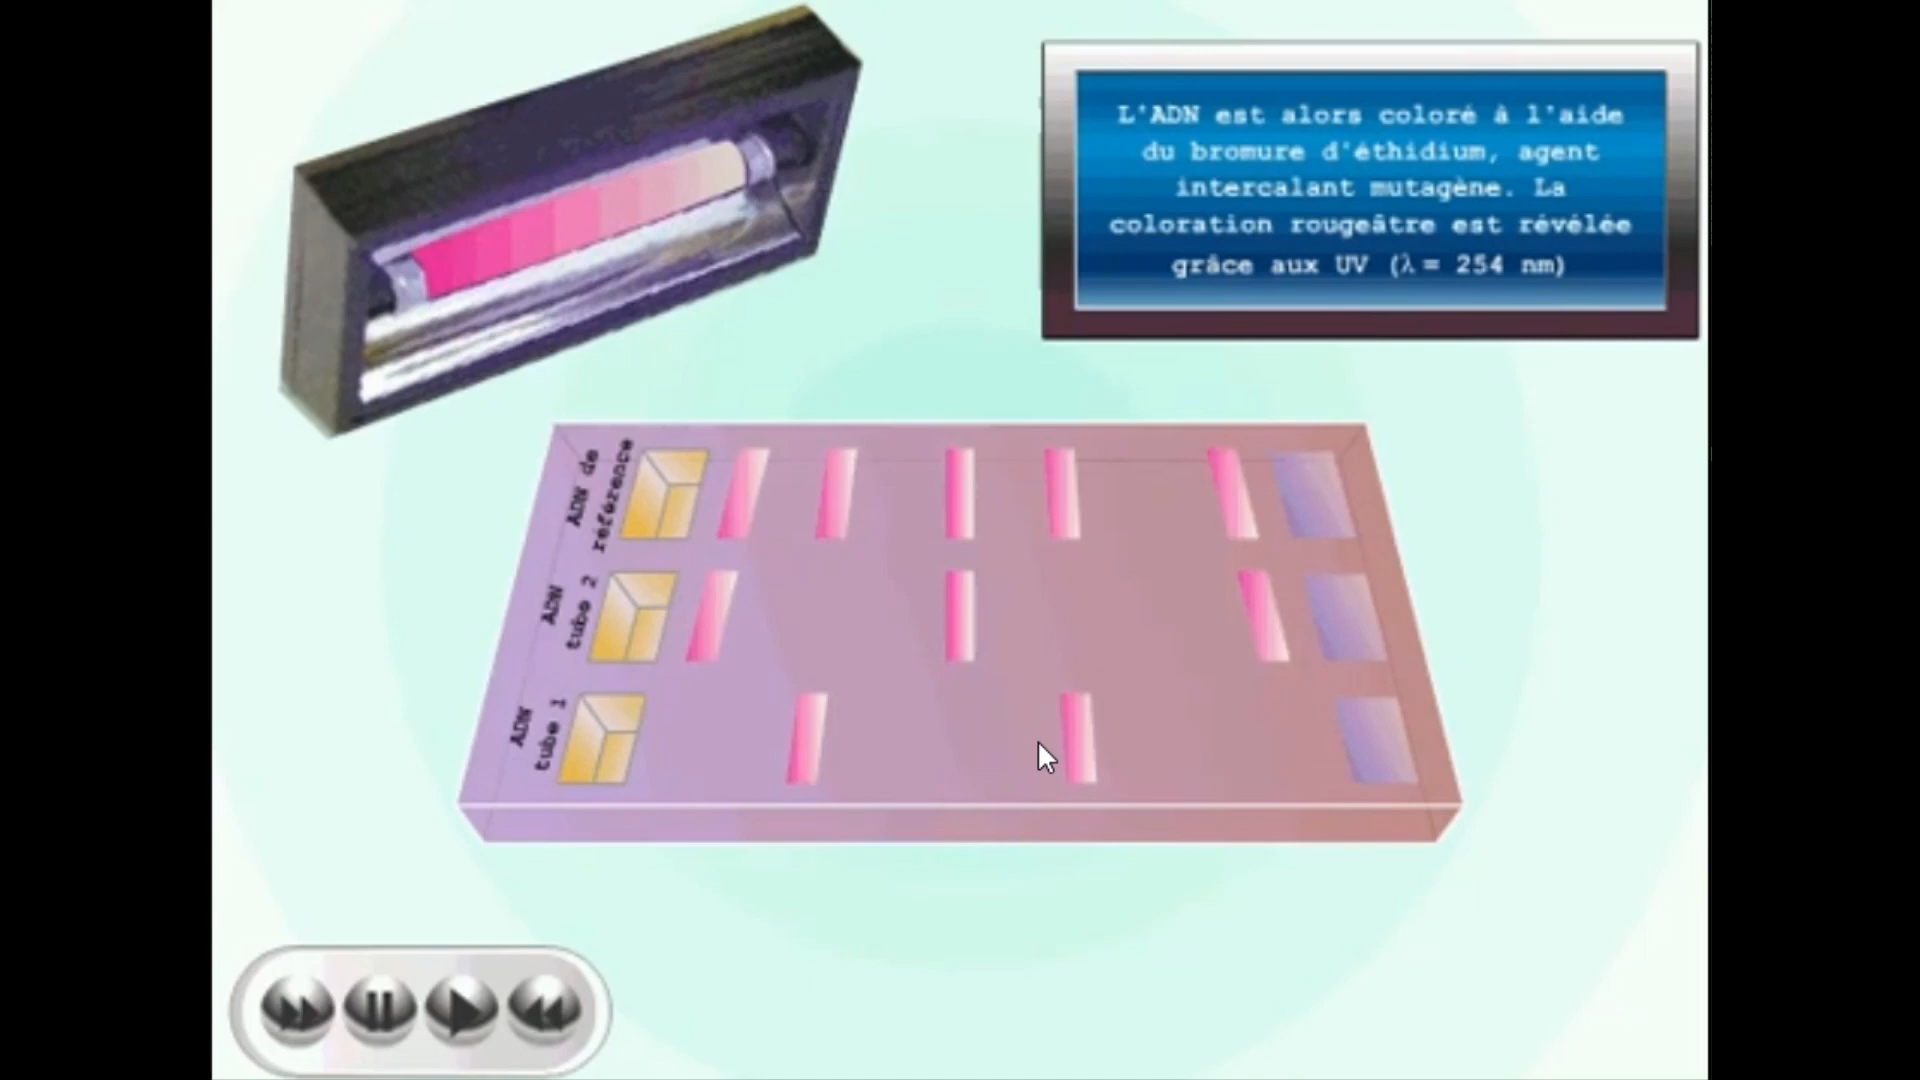 L'ADN est alors coloré à l'aide
du bromure d'éthidium, agent
intercalant mutagène. La
coloration rougeâtre est révélée
grâce aux UV (λ = 254 nm)
ADN de
référence
ADN
tube 2
ADN
tube 1